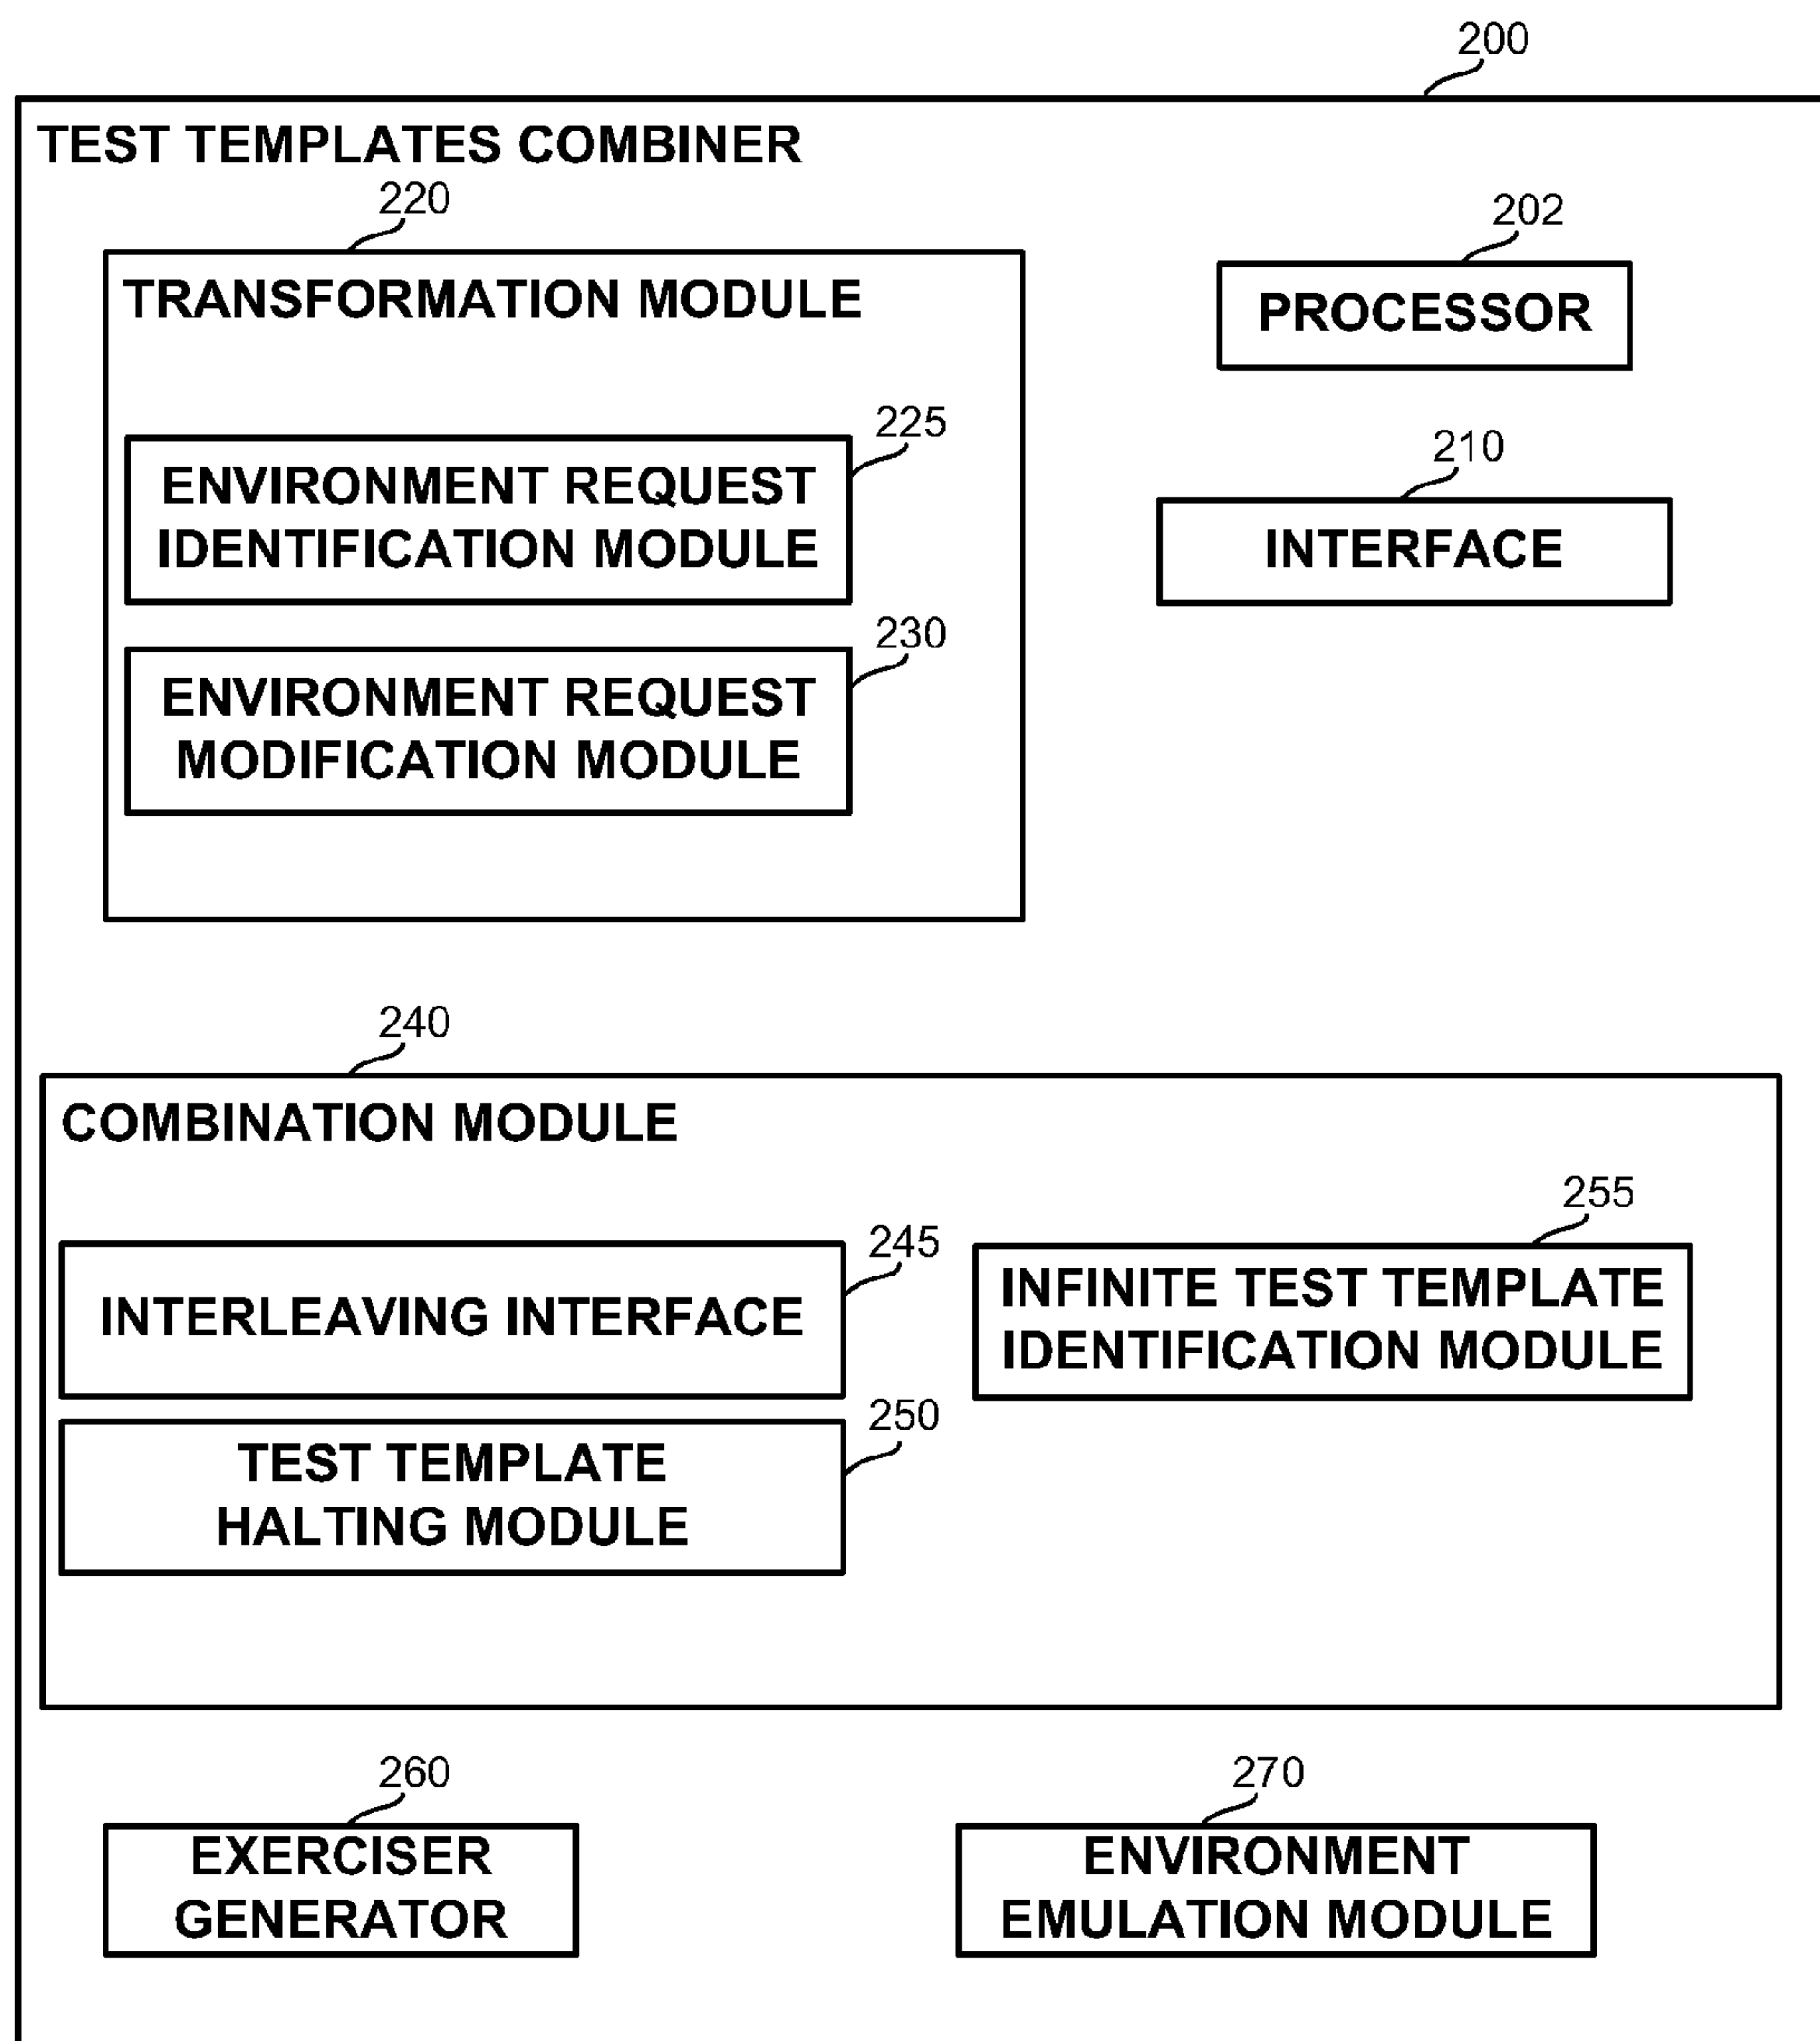 200
TEST TEMPLATES COMBINER
220
TRANSFORMATION MODULE
225
ENVIRONMENT REQUEST
IDENTIFICATION MODULE
230
ENVIRONMENT REQUEST
MODIFICATION MODULE
202
PROCESSOR
210
INTERFACE
240
COMBINATION MODULE
245
INTERLEAVING INTERFACE
250
TEST TEMPLATE
HALTING MODULE
255
INFINITE TEST TEMPLATE
IDENTIFICATION MODULE
260
EXERCISER
GENERATOR
270
ENVIRONMENT
EMULATION MODULE